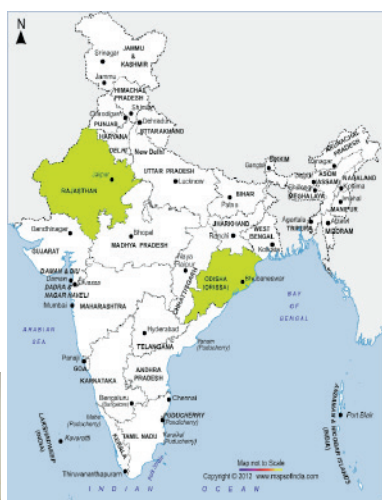 N
JAMMU
&
KASHMIR
Srinagar
Jammu
HIMACHAL
PRADESH
Shimla
Chandigarh
PUNJAB
Dehradun
UTTARAKHAND
HARYANA
DELHI
New Delhi
ARUNACHAL PRADESH
RAJASTHAN
Jaipur
UTTAR PRADESH
Lucknow
SIKKIM
Gangtok
Itanagar
ASSAM
NAGALAND
Kohima
MEGHALAYA
MANIPUR
BIHAR
Patna
Agartala
TRIPURA
MIZORAM
Gandhinagar
GUJARAT
Bhopal
MADHYA PRADESH
JHARKHAND
Ranchi
WEST
BENGAL
Kolkata
CHHATTISGARH
ODISHA
(ORISSA)
Bhubaneswar
DAMAN & DIU
Daman
DADRA &
NAGAR HAVELI
Silvassa
Mumbai
MAHARASHTRA
BAY
OF
BENGAL
ARABIAN
SEA
Hyderabad
TELANGANA
Yanam
(Puducherry)
Panaji
GOA
KARNATAKA
ANDHRA
PRADESH
Bengaluru
(Bangalore)
Chennai
Mahe
(Puducherry)
PUDUCHERRY
(Puducherry)
Karaikal
(Puducherry)
TAMIL NADU
KERALA
LAKSHADWEEP
(INDIA)
Kavaratti
Thiruvananthapuram
ANDAMAN & NICOBAR ISLANDS
(INDIA)
Port Blair
Map not to Scale
Copyright © 2012 www.mapsofindia.com
INDIAN OCEAN